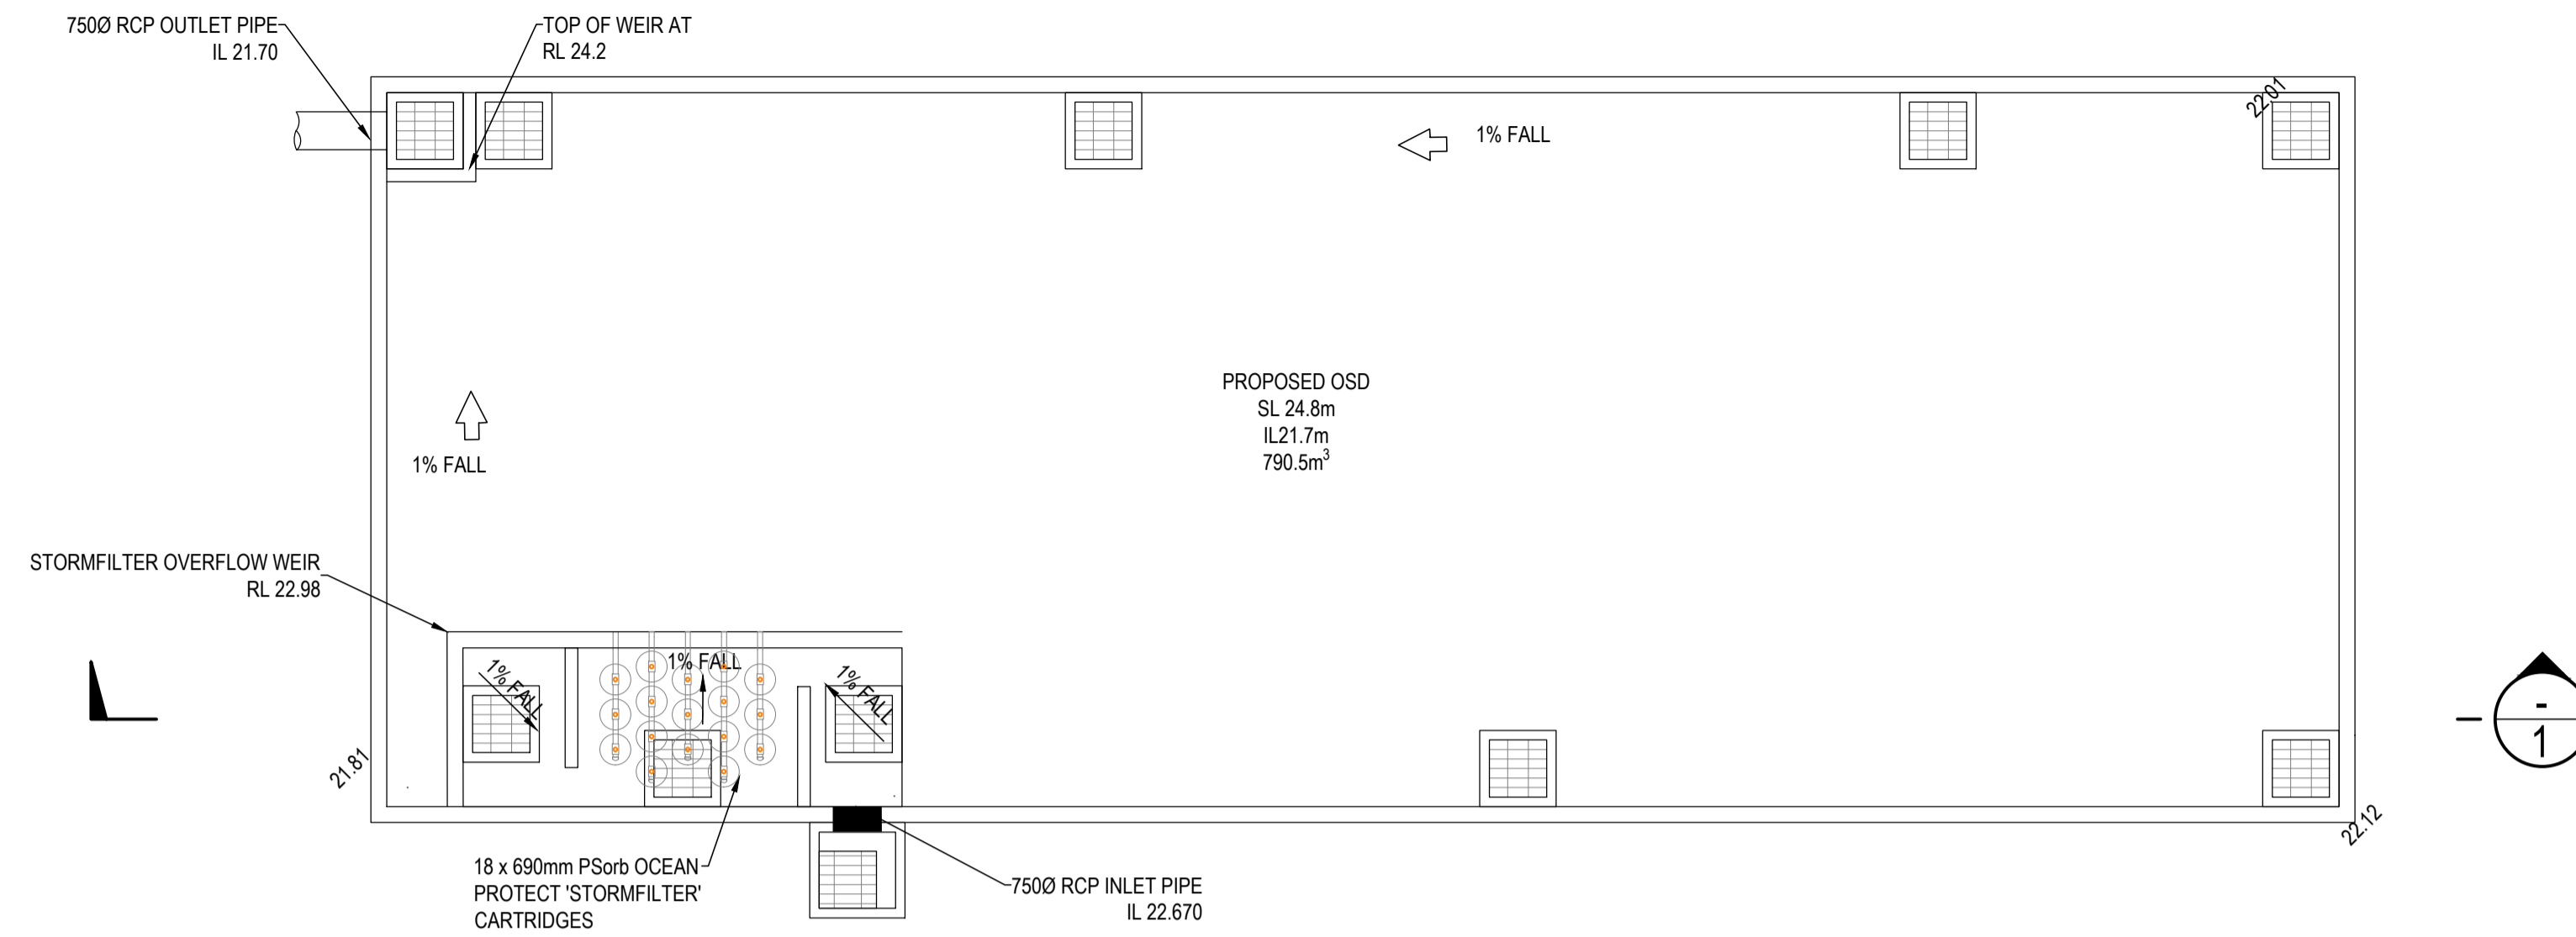 750Ø RCP OUTLET PIPE
IL 21.70
TOP OF WEIR AT
RL 24.2
22.01
1% FALL
PROPOSED OSD
SL 24.8m
IL21.7m
790.5m³
1% FALL
STORMFILTER OVERFLOW WEIR
RL 22.98
1% FALL
1% FALL
1% FALL
-
1
21.81
22.12
18 x 690mm PSorb OCEAN
PROTECT 'STORMFILTER'
CARTRIDGES
750Ø RCP INLET PIPE
IL 22.670